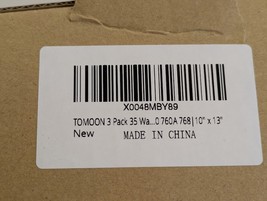 X0048MBY89
TOMOON 3 Pack 35 Wa...0 760A 768|10" x 13"
New
MADE IN CHINA